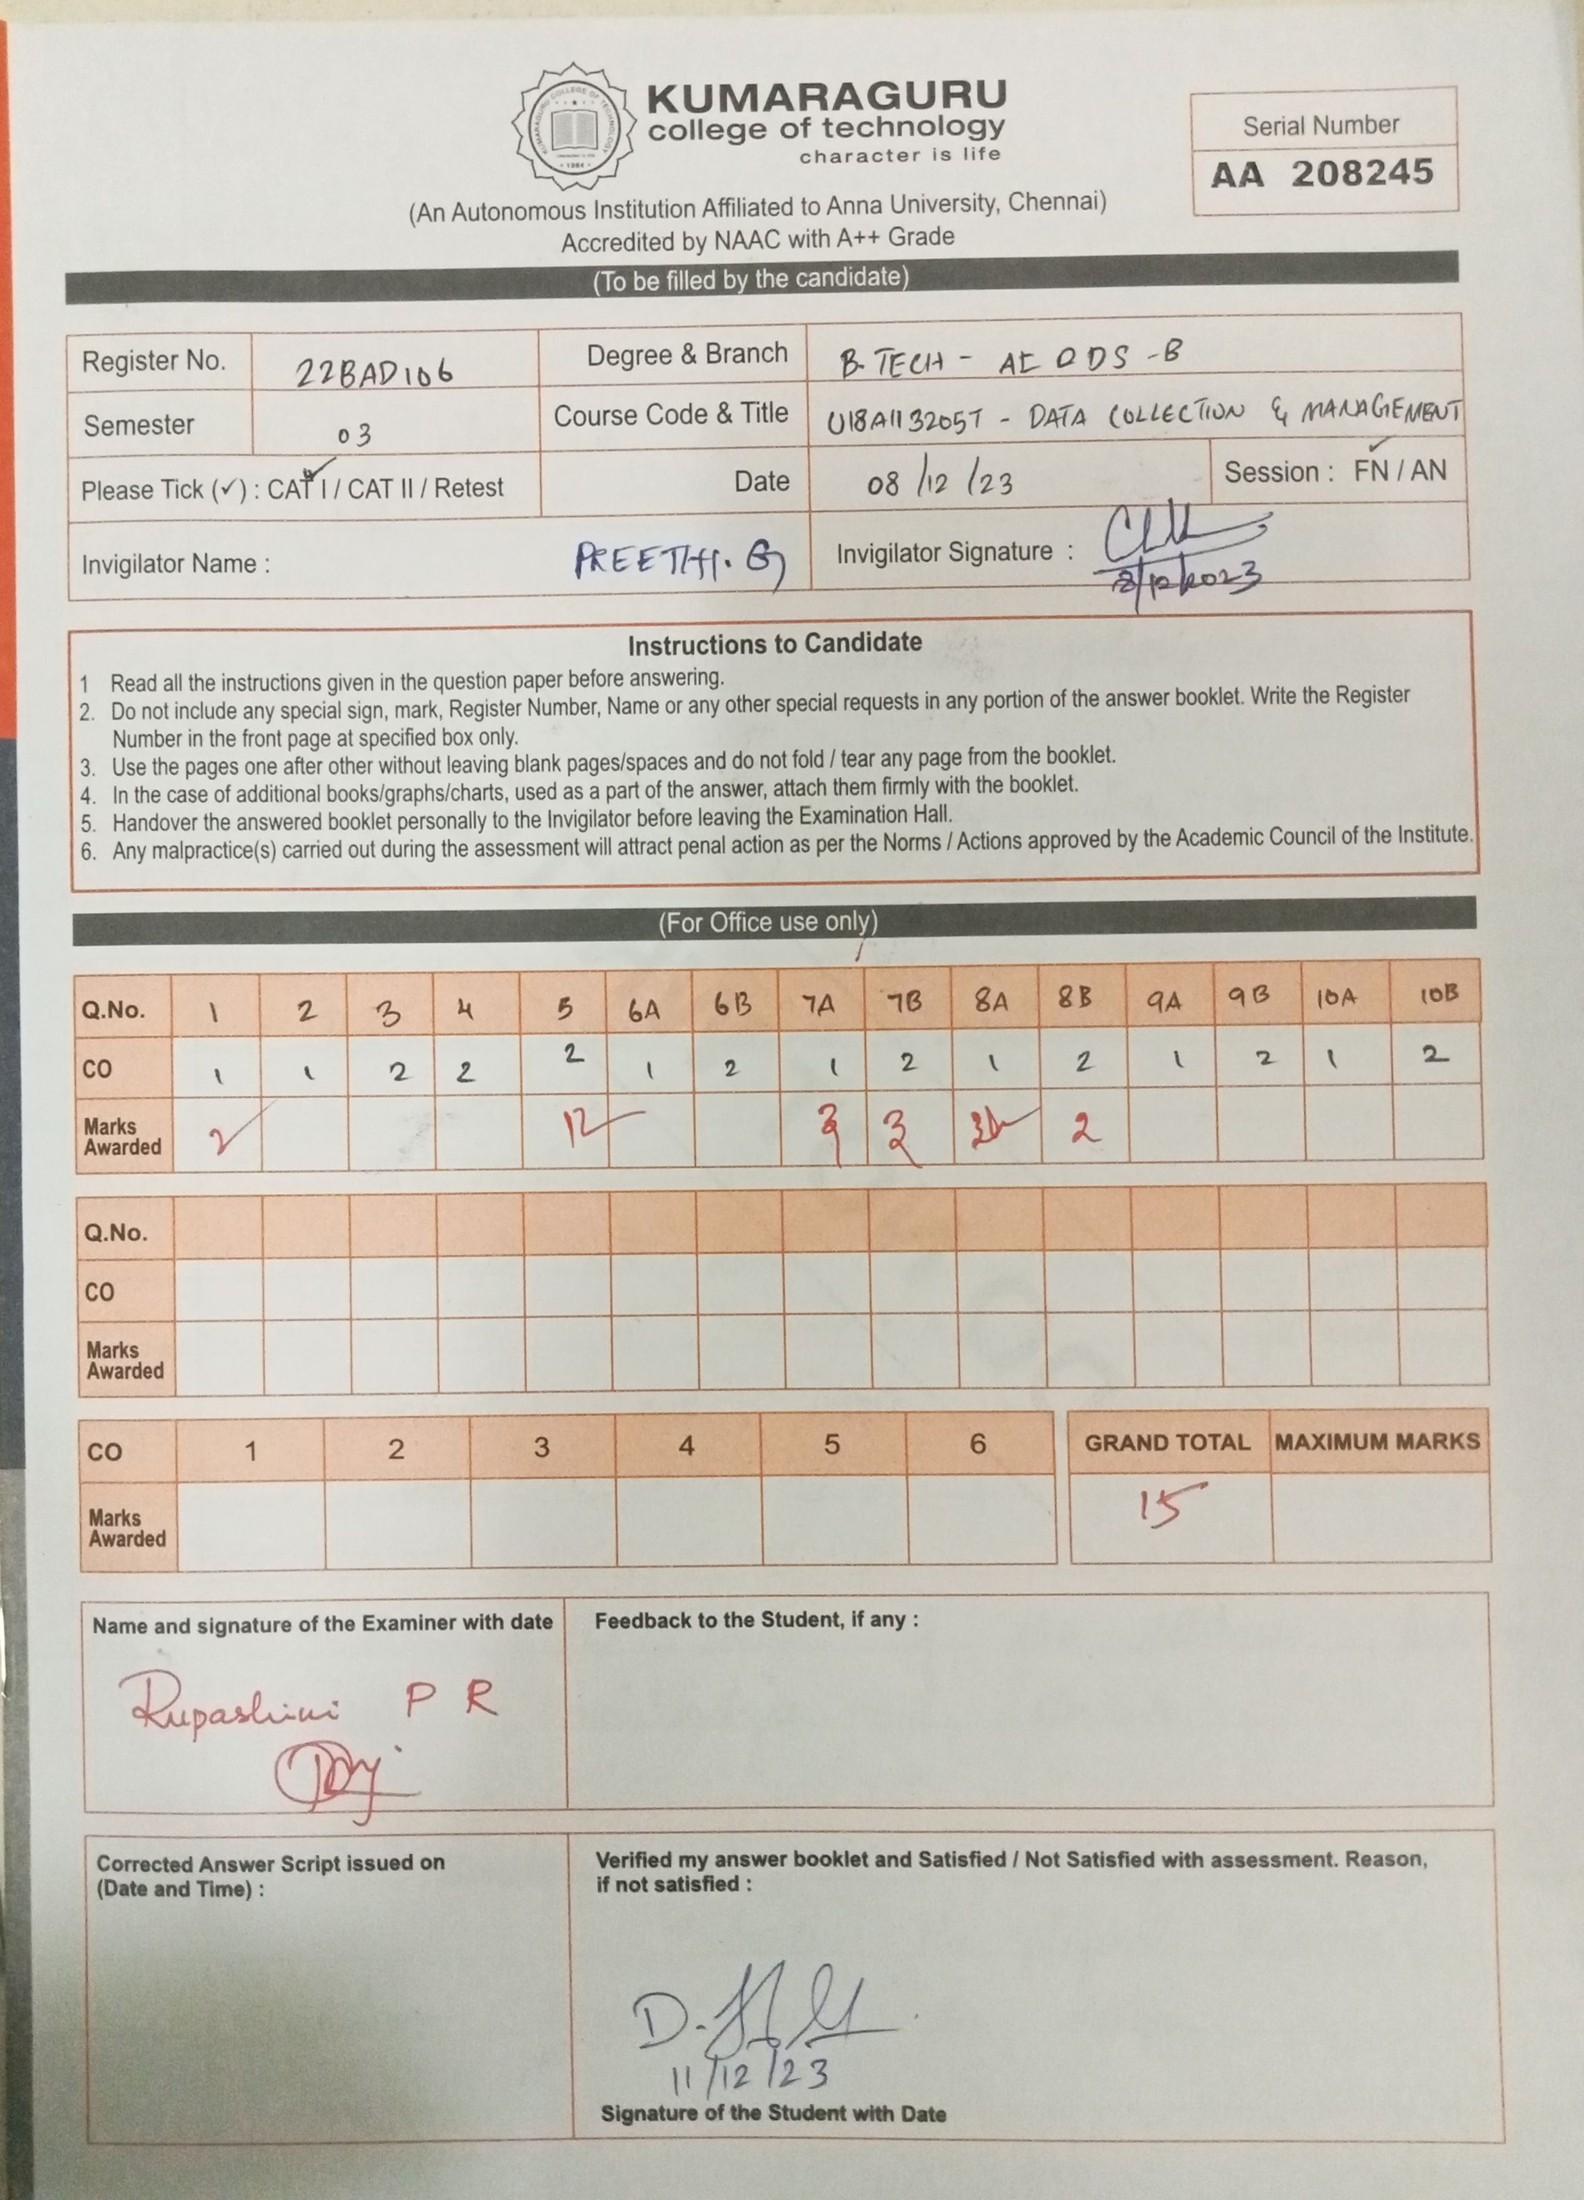 KUMARAGURU
college of technology
character is life
(An Autonomous Institution Affiliated to Anna University, Chennai)
Accredited by NAAC with A++ Grade
Serial Number
AA 208245
(To be filled by the candidate)
Register No. 22BAD106 Degree & Branch B.TECH - AI & DS - B
Semester 03 Course Code & Title U18AII3205T - DATA COLLECTION & MANAGEMENT
Please Tick (✓) : CAT I / CAT II / Retest Date 08/12/23 Session : FN / AN
Invigilator Name : PREETHI. G Invigilator Signature :
8/12/2023
Instructions to Candidate
1 Read all the instructions given in the question paper before answering.
2. Do not include any special sign, mark, Register Number, Name or any other special requests in any portion of the answer booklet. Write the Register
Number in the front page at specified box only.
3. Use the pages one after other without leaving blank pages/spaces and do not fold / tear any page from the booklet.
4. In the case of additional books/graphs/charts, used as a part of the answer, attach them firmly with the booklet.
5. Handover the answered booklet personally to the Invigilator before leaving the Examination Hall.
6. Any malpractice(s) carried out during the assessment will attract penal action as per the Norms / Actions approved by the Academic Council of the Institute.
(For Office use only)
Q.No. 1 2 3 4 5 6A 6B 7A 7B 8A 8B 9A 9B 10A 10B
CO 1 1 2 2 2 1 2 1 2 1 2 1 2 1 2
Marks
Awarded 2 3 3 2
Q.No.
CO
Marks
Awarded
CO 1 2 3 4 5 6 GRAND TOTAL MAXIMUM MARKS
Marks
Awarded 15
Name and signature of the Examiner with date
Rupashini P R
Feedback to the Student, if any :
Corrected Answer Script issued on
(Date and Time) :
Verified my answer booklet and Satisfied / Not Satisfied with assessment. Reason,
if not satisfied :
11/12/23
Signature of the Student with Date